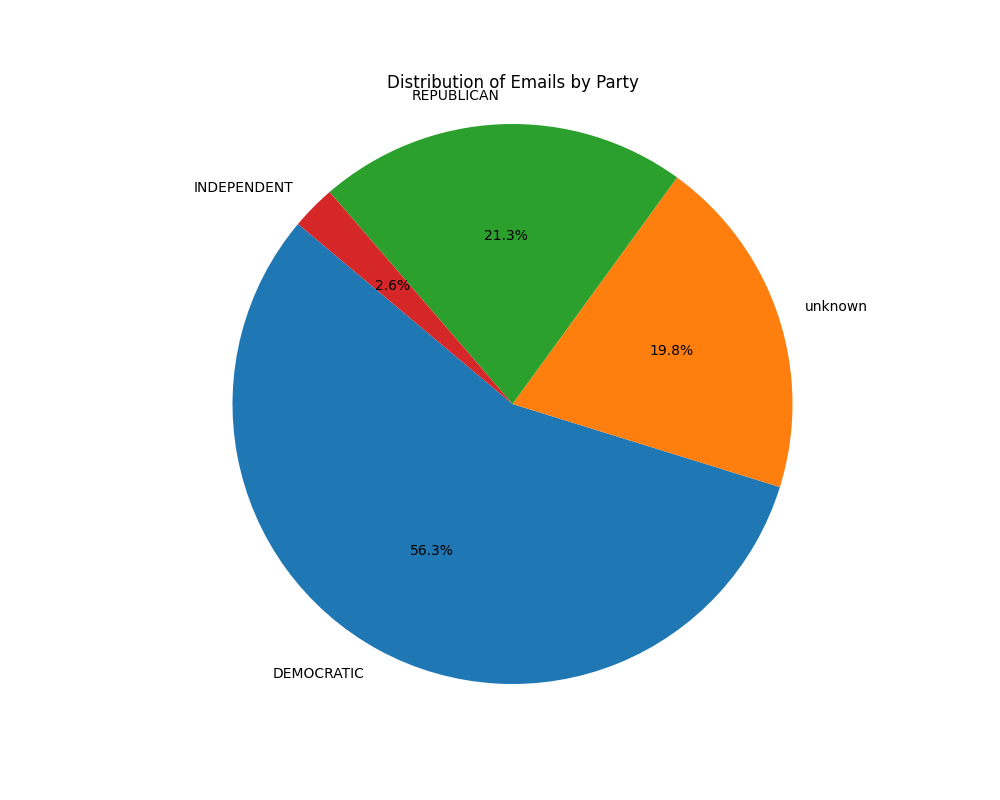 Distribution of Emails by Party
REPUBLICAN
INDEPENDENT
21.3%
2.6%
unknown
19.8%
56.3%
DEMOCRATIC